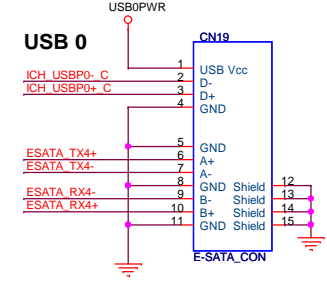 USB0PWR
USB 0
CN19
1 USB Vcc
ICH_USBP0-_C 2 D-
ICH_USBP0+_C 3 D+
4 GND
5 GND
ESATA_TX4+ 6 A+
ESATA_TX4- 7 A-
8 GND Shield 12
ESATA_RX4- 9 B- Shield 13
ESATA_RX4+ 10 B+ Shield 14
11 GND Shield 15
E-SATA_CON